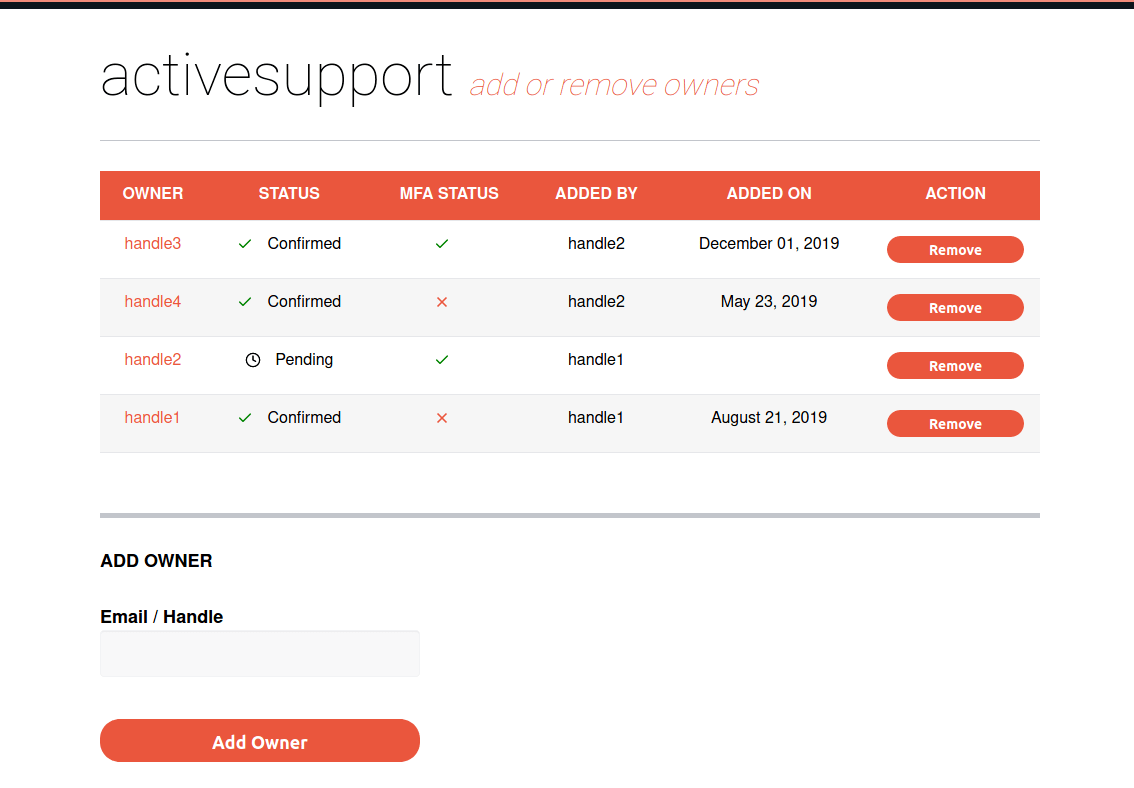 activesupport add or remove owners
OWNER STATUS MFA STATUS ADDED BY ADDED ON ACTION
handle3 Confirmed handle2 December 01, 2019 Remove
handle4 Confirmed handle2 May 23, 2019 Remove
handle2 Pending handle1 Remove
handle1 Confirmed handle1 August 21, 2019 Remove
ADD OWNER
Email / Handle
Add Owner